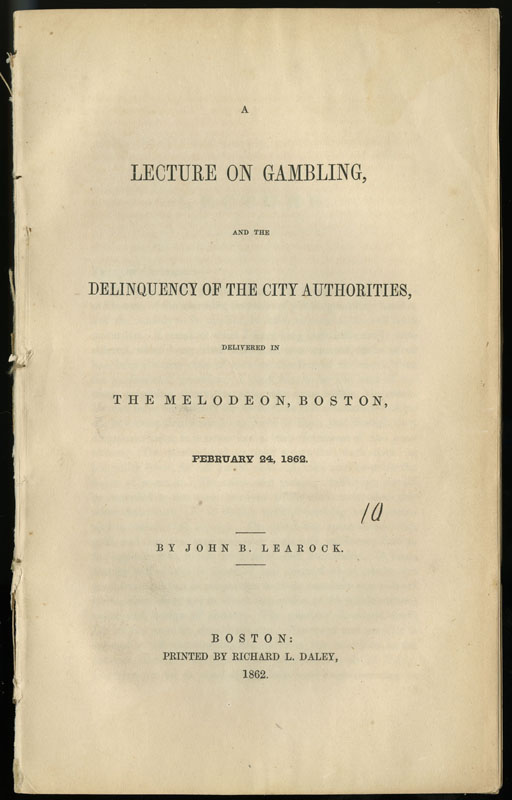 A
LECTURE ON GAMBLING,
AND THE
DELINQUENCY OF THE CITY AUTHORITIES,
DELIVERED IN
THE MELODEON, BOSTON,
FEBRUARY 24, 1862.
10
BY JOHN B. LEAROCK.
BOSTON:
PRINTED BY RICHARD L. DALEY,
1862.